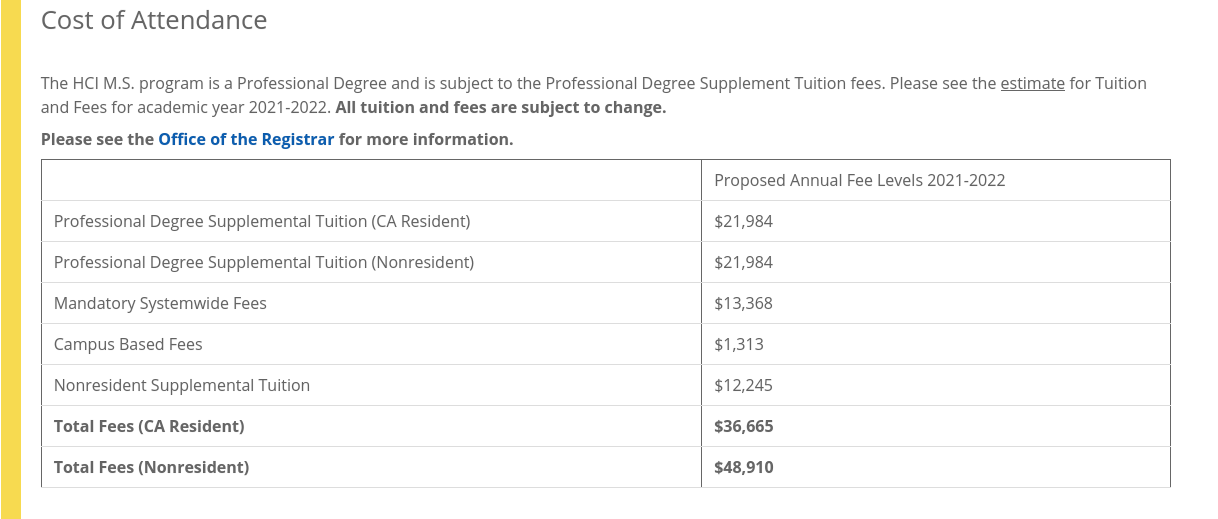 Cost of Attendance
The HCI M.S. program is a Professional Degree and is subject to the Professional Degree Supplement Tuition fees. Please see the estimate for Tuition
and Fees for academic year 2021-2022. All tuition and fees are subject to change.
Please see the Office of the Registrar for more information.
Proposed Annual Fee Levels 2021-2022
Professional Degree Supplemental Tuition (CA Resident) $21,984
Professional Degree Supplemental Tuition (Nonresident) $21,984
Mandatory Systemwide Fees $13,368
Campus Based Fees $1,313
Nonresident Supplemental Tuition $12,245
Total Fees (CA Resident) $36,665
Total Fees (Nonresident) $48,910